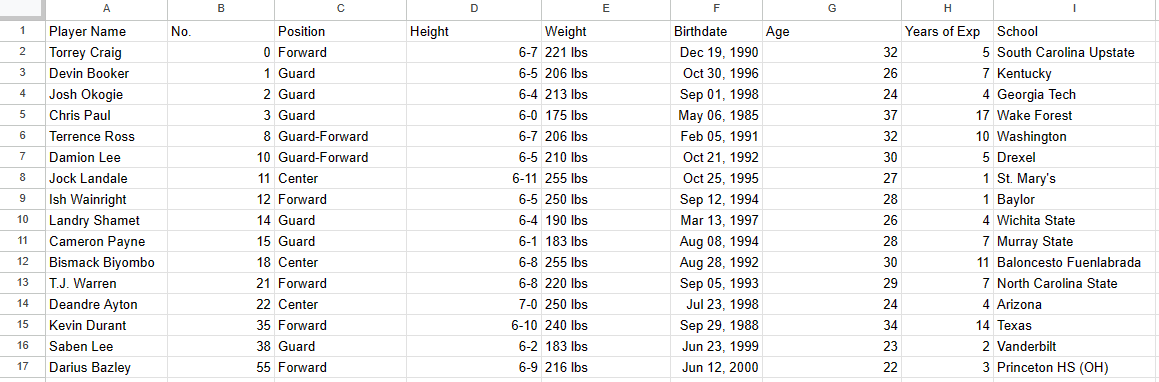 A B C D E F G H I
1 Player Name No. Position Height Weight Birthdate Age Years of Exp School
2 Torrey Craig 0 Forward 6-7 221 lbs Dec 19, 1990 32 5 South Carolina Upstate
3 Devin Booker 1 Guard 6-5 206 lbs Oct 30, 1996 26 7 Kentucky
4 Josh Okogie 2 Guard 6-4 213 lbs Sep 01, 1998 24 4 Georgia Tech
5 Chris Paul 3 Guard 6-0 175 lbs May 06, 1985 37 17 Wake Forest
6 Terrence Ross 8 Guard-Forward 6-7 206 lbs Feb 05, 1991 32 10 Washington
7 Damion Lee 10 Guard-Forward 6-5 210 lbs Oct 21, 1992 30 5 Drexel
8 Jock Landale 11 Center 6-11 255 lbs Oct 25, 1995 27 1 St. Mary's
9 Ish Wainright 12 Forward 6-5 250 lbs Sep 12, 1994 28 1 Baylor
10 Landry Shamet 14 Guard 6-4 190 lbs Mar 13, 1997 26 4 Wichita State
11 Cameron Payne 15 Guard 6-1 183 lbs Aug 08, 1994 28 7 Murray State
12 Bismack Biyombo 18 Center 6-8 255 lbs Aug 28, 1992 30 11 Baloncesto Fuenlabrada
13 T.J. Warren 21 Forward 6-8 220 lbs Sep 05, 1993 29 7 North Carolina State
14 Deandre Ayton 22 Center 7-0 250 lbs Jul 23, 1998 24 4 Arizona
15 Kevin Durant 35 Forward 6-10 240 lbs Sep 29, 1988 34 14 Texas
16 Saben Lee 38 Guard 6-2 183 lbs Jun 23, 1999 23 2 Vanderbilt
17 Darius Bazley 55 Forward 6-9 216 lbs Jun 12, 2000 22 3 Princeton HS (OH)